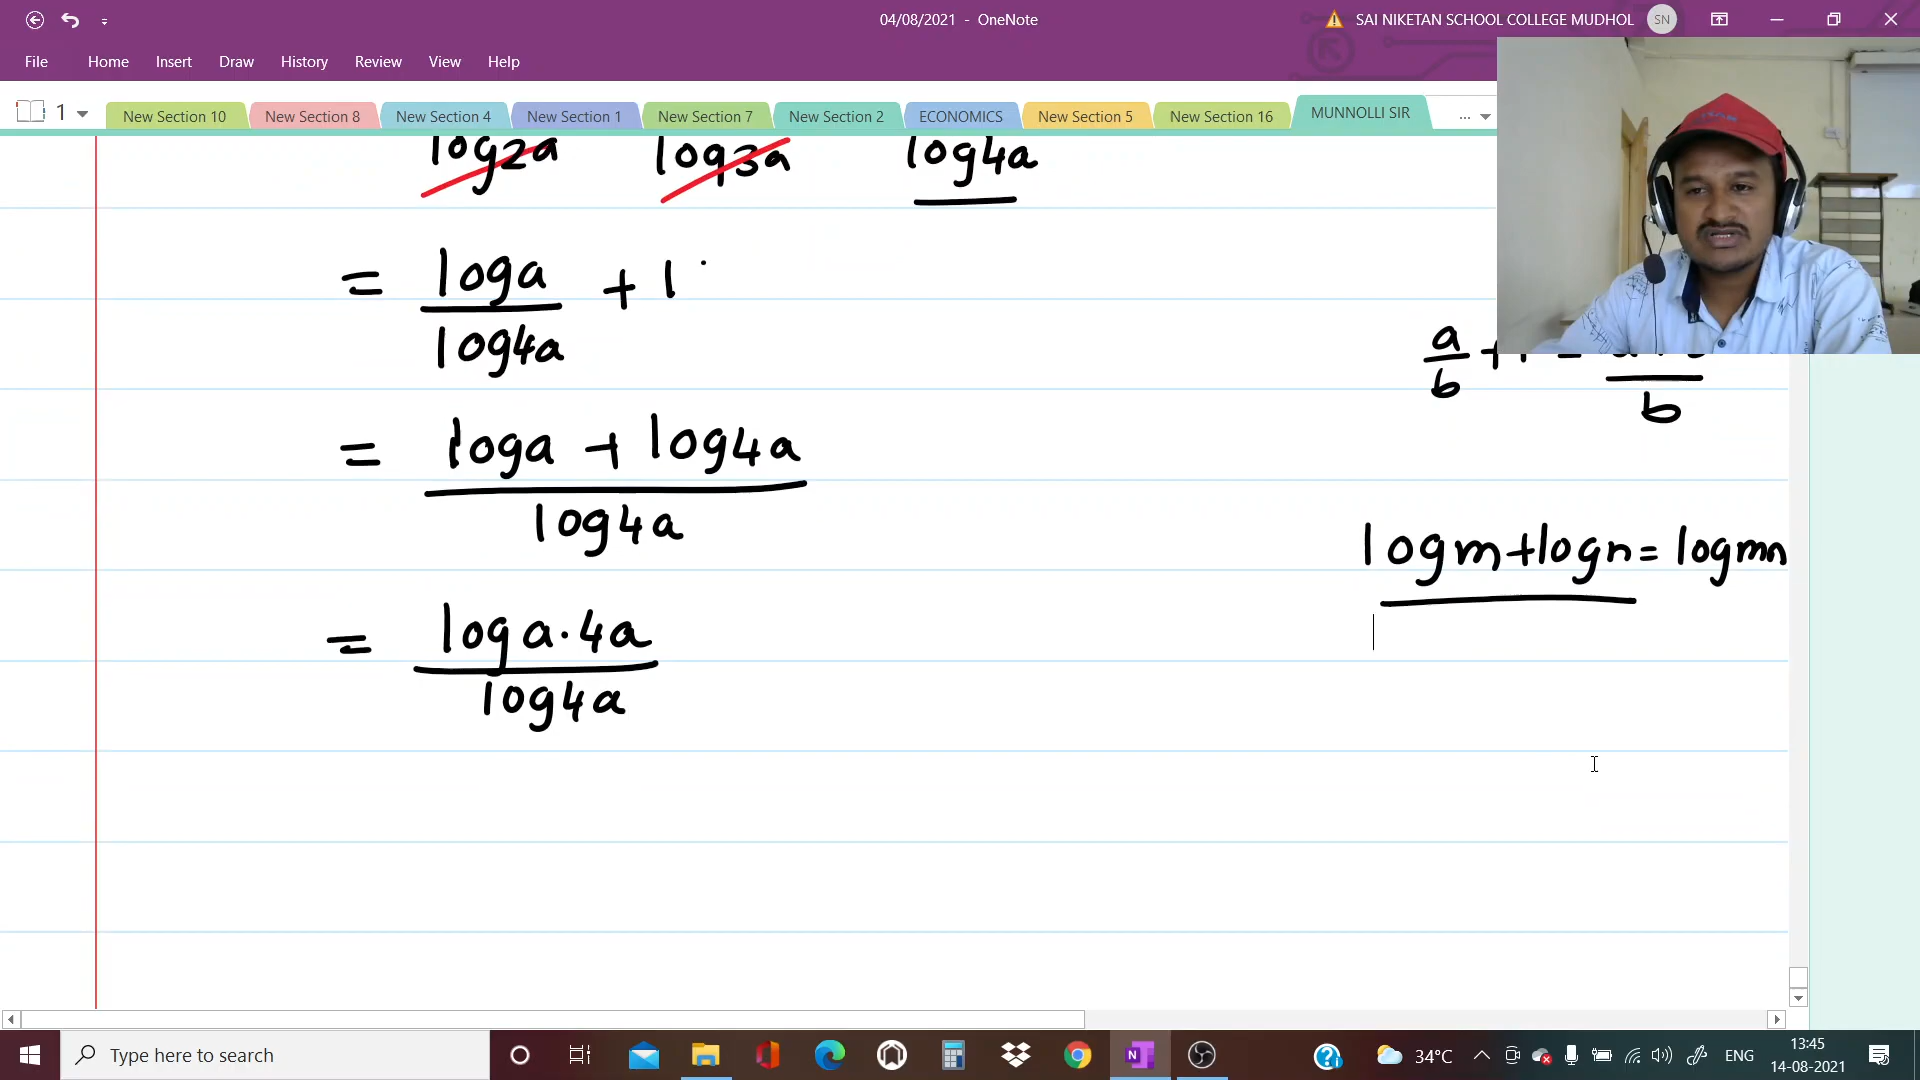 04/08/2021 - OneNote
SAI NIKETAN SCHOOL COLLEGE MUDHOL SN
File Home Insert Draw History Review View Help
1 New Section 10 New Section 8 New Section 4 New Section 1 New Section 7 New Section 2 ECONOMICS New Section 5 New Section 16 MUNNOLLI SIR ...
log2a log3a log4a
= loga + 1
log4a
a + =
b b
= loga + log4a
log4a
logm+logn = logmn
= log a·4a
log4a
Type here to search
34°C ENG 13:45
14-08-2021